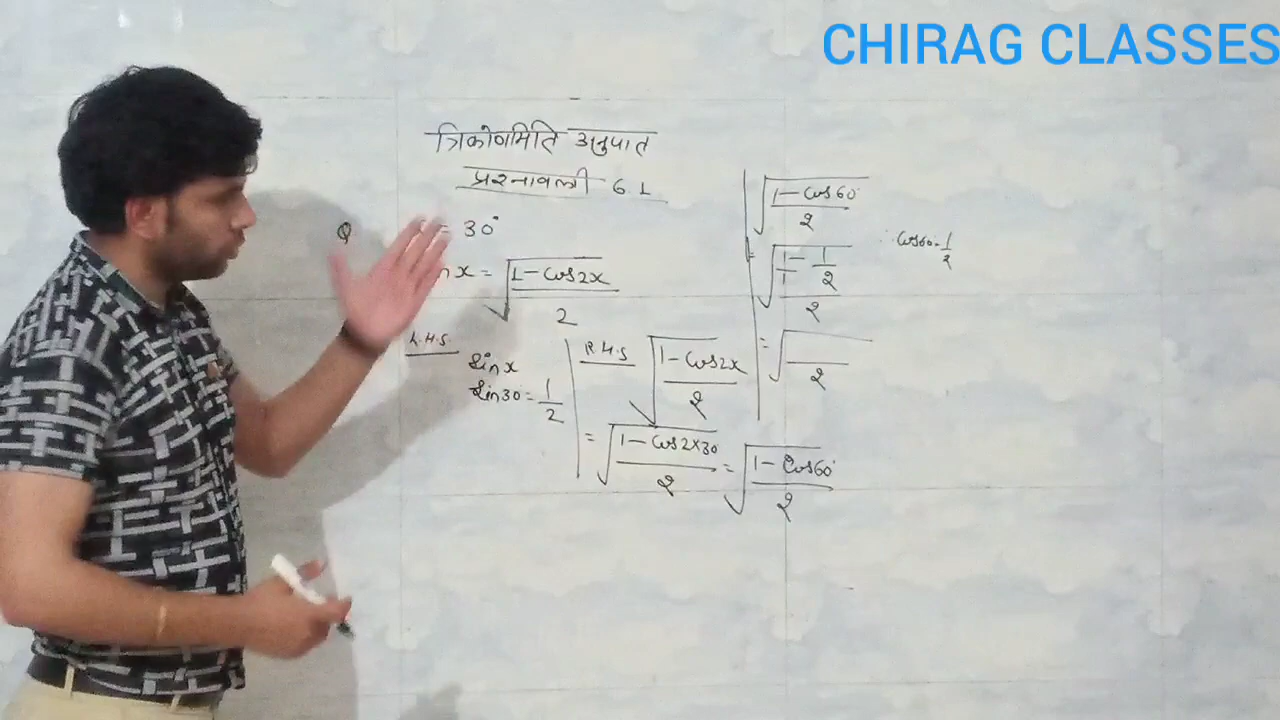 CHIRAG CLASSES
त्रिकोणमिति अनुपात
प्रश्नावली 6.1
Q = 30°
x = √(1-Cos2x)/2
L.H.S.
Sin x
Sin30 = 1/2
R.H.S √(1-Cos2x)/2
= √(1-Cos2×30)/2 = √(1-Cos60°)/2
√(1-Cos60°)/2
∵ Cos60=1/2
= √(1/1-1/2)/2
= √ /2